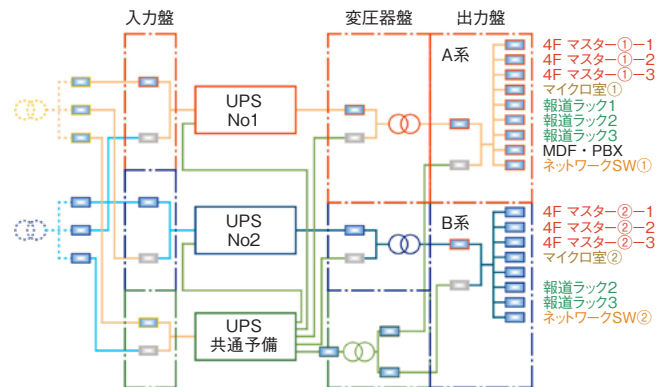 入力盤
変圧器盤
出力盤
A系
UPS
No1
4F マスター①-1
4F マスター①-2
4F マスター①-3
マイクロ室①
報道ラック1
報道ラック2
報道ラック3
MDF・PBX
ネットワークSW①
B系
UPS
No2
4F マスター②-1
4F マスター②-2
4F マスター②-3
マイクロ室②
報道ラック2
報道ラック3
ネットワークSW②
UPS
共通予備